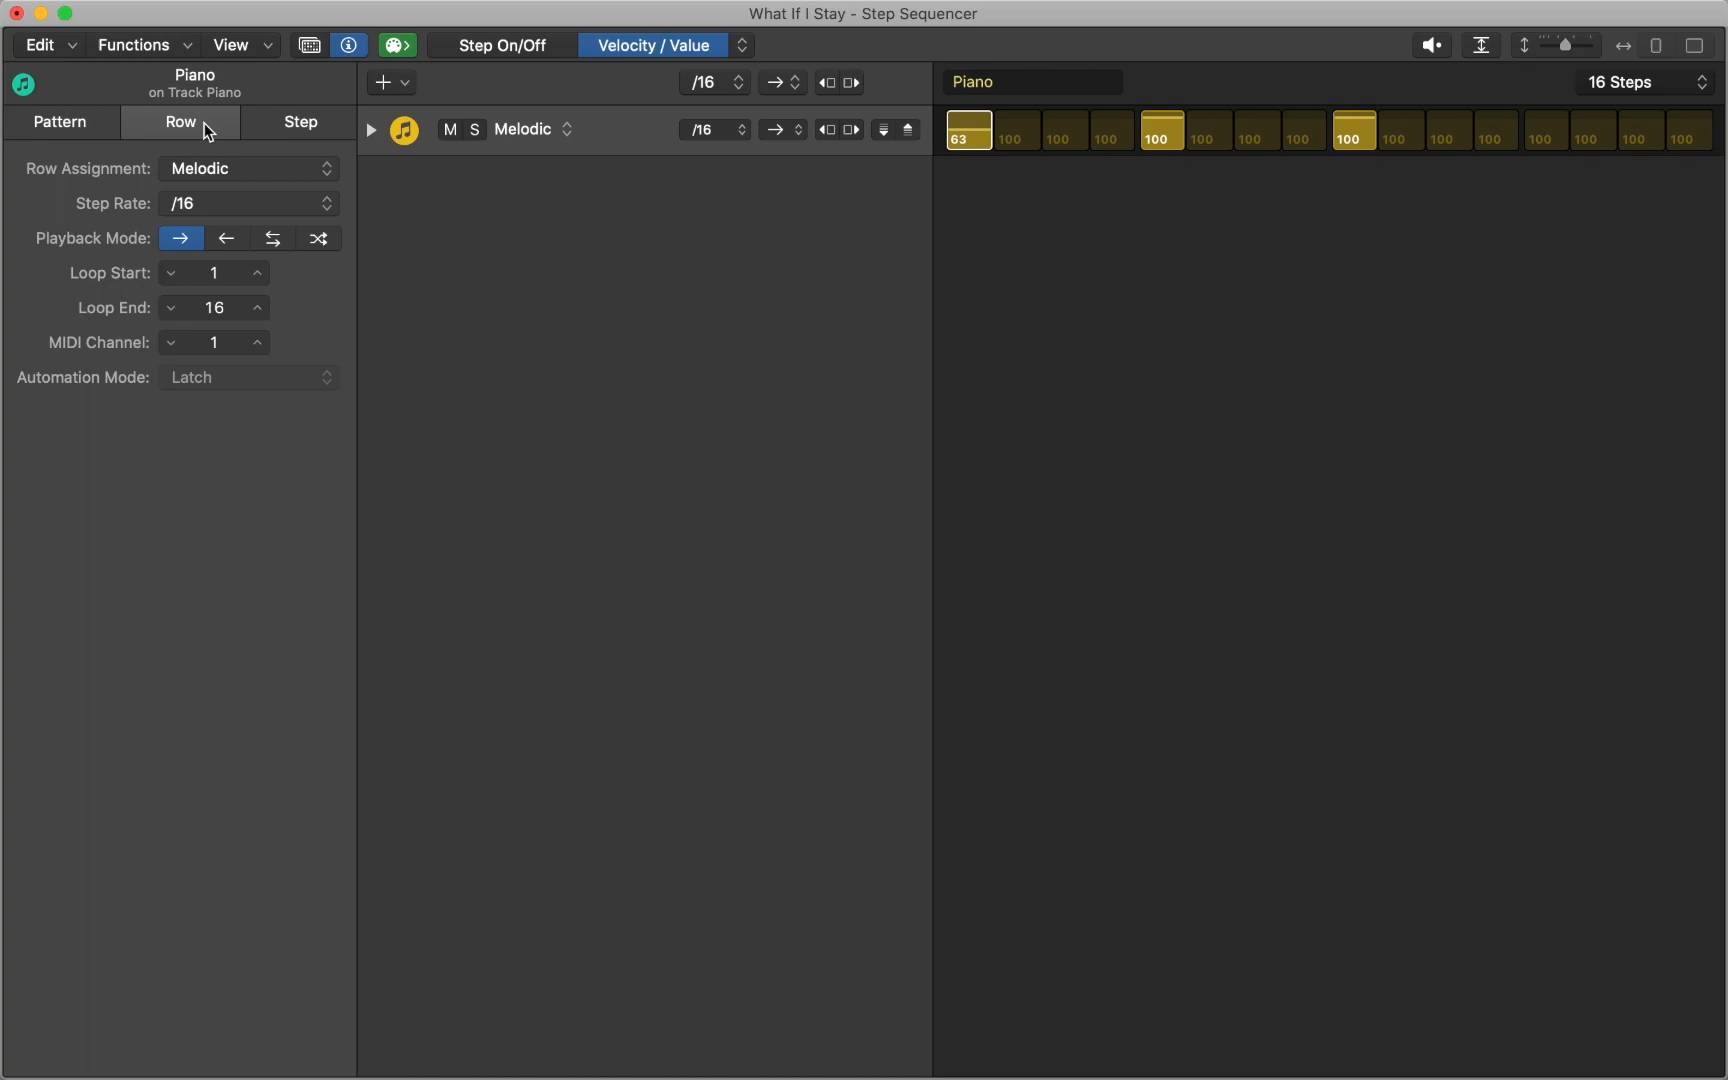 What If I Stay - Step Sequencer
Edit Functions View Step On/Off Velocity / Value
Piano
on Track Piano
/16
Piano
16 Steps
Pattern Row Step
M S Melodic /16
63 100 100 100 100 100 100 100 100 100 100 100 100 100 100 100
Row Assignment: Melodic
Step Rate: /16
Playback Mode:
Loop Start: 1
Loop End: 16
MIDI Channel: 1
Automation Mode: Latch